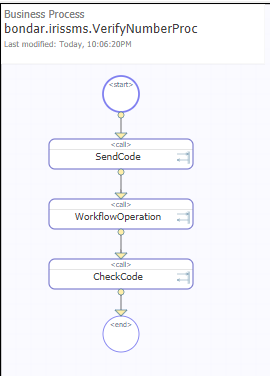 Business Process
bondar.irissms.VerifyNumberProc
Last modified: Today, 10:06:20PM
<start>
<call>
SendCode
<call>
WorkflowOperation
<call>
CheckCode
<end>